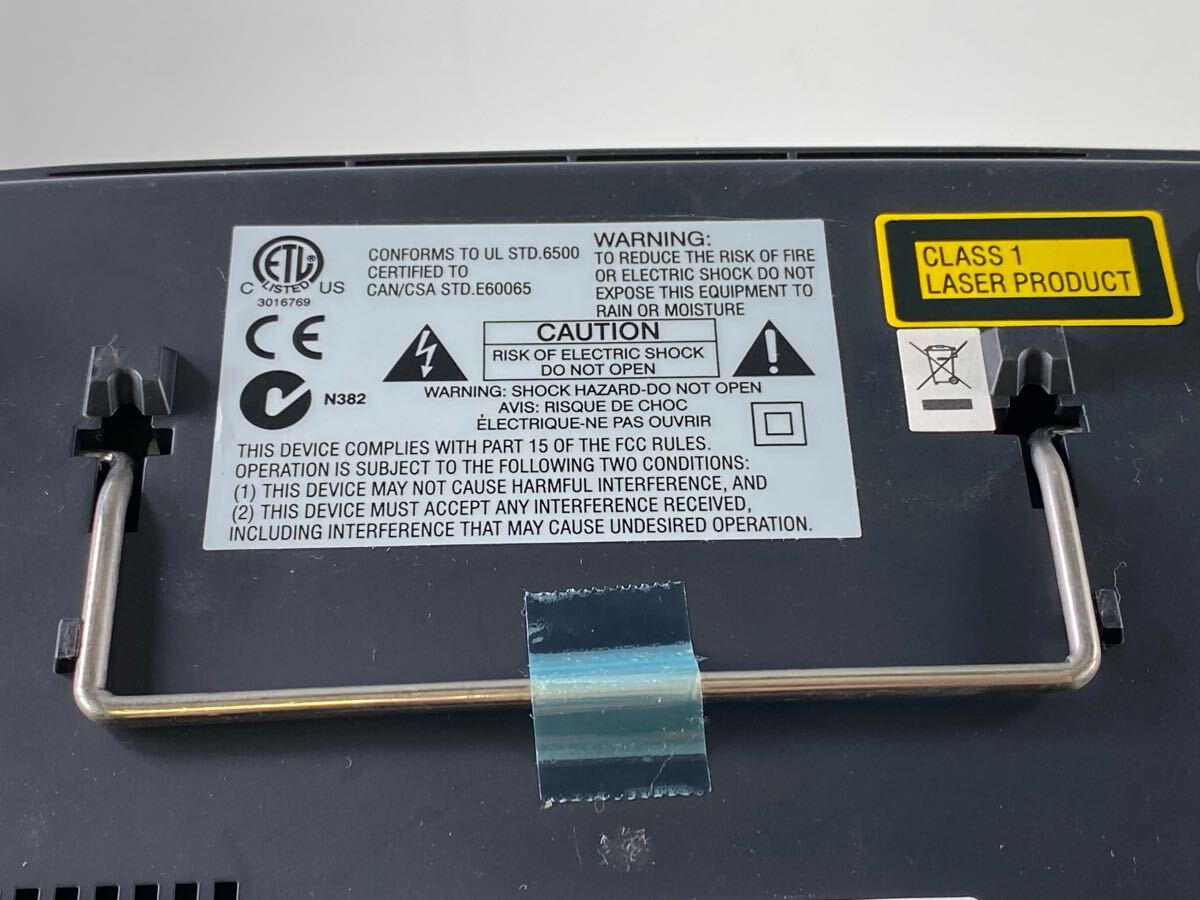 ETL®
LISTED
C US
3016769
CONFORMS TO UL STD.6500
CERTIFIED TO
CAN/CSA STD.E60065
WARNING:
TO REDUCE THE RISK OF FIRE
OR ELECTRIC SHOCK DO NOT
EXPOSE THIS EQUIPMENT TO
RAIN OR MOISTURE
CE
N382
CAUTION
RISK OF ELECTRIC SHOCK
DO NOT OPEN
WARNING: SHOCK HAZARD-DO NOT OPEN
AVIS: RISQUE DE CHOC
ÉLECTRIQUE-NE PAS OUVRIR
THIS DEVICE COMPLIES WITH PART 15 OF THE FCC RULES.
OPERATION IS SUBJECT TO THE FOLLOWING TWO CONDITIONS:
(1) THIS DEVICE MAY NOT CAUSE HARMFUL INTERFERENCE, AND
(2) THIS DEVICE MUST ACCEPT ANY INTERFERENCE RECEIVED,
INCLUDING INTERFERENCE THAT MAY CAUSE UNDESIRED OPERATION.
CLASS 1
LASER PRODUCT